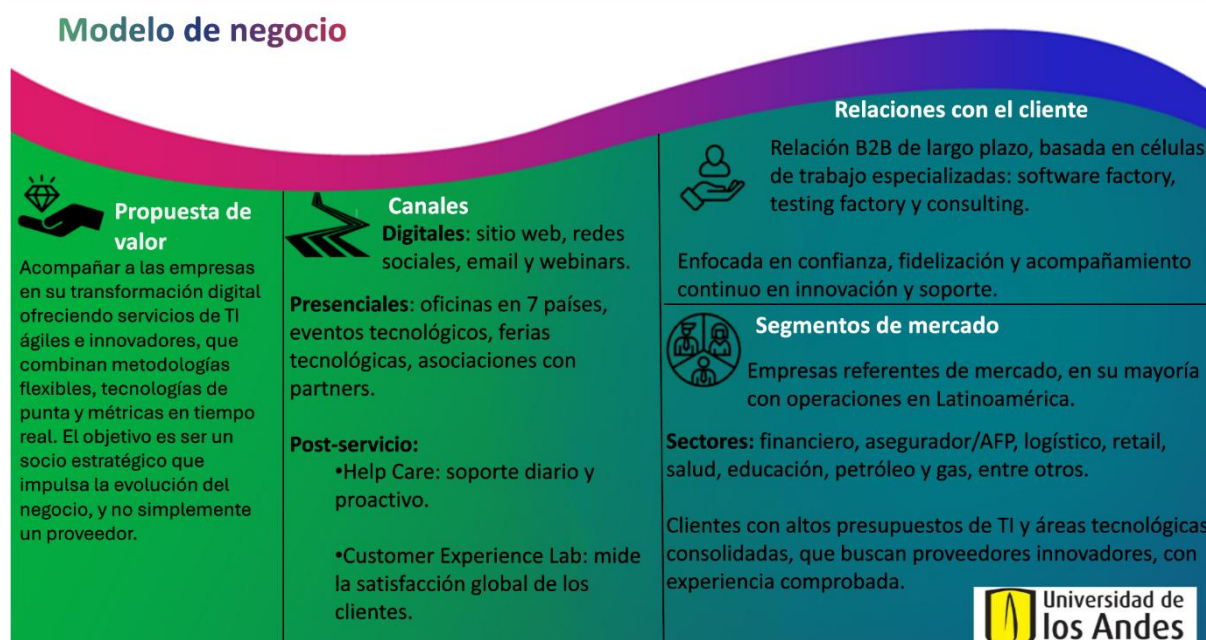 Modelo de negocio
Propuesta de
valor
Acompañar a las empresas
en su transformación digital
ofreciendo servicios de TI
ágiles e innovadores, que
combinan metodologías
flexibles, tecnologías de
punta y métricas en tiempo
real. El objetivo es ser un
socio estratégico que
impulsa la evolución del
negocio, y no simplemente
un proveedor.
Canales
Digitales: sitio web, redes
sociales, email y webinars.
Presenciales: oficinas en 7 países,
eventos tecnológicos, ferias
tecnológicas, asociaciones con
partners.
Post-servicio:
•Help Care: soporte diario y
proactivo.
•Customer Experience Lab: mide
la satisfacción global de los
clientes.
Relaciones con el cliente
Relación B2B de largo plazo, basada en células
de trabajo especializadas: software factory,
testing factory y consulting.
Enfocada en confianza, fidelización y acompañamiento
continuo en innovación y soporte.
Segmentos de mercado
Empresas referentes de mercado, en su mayoría
con operaciones en Latinoamérica.
Sectores: financiero, asegurador/AFP, logístico, retail,
salud, educación, petróleo y gas, entre otros.
Clientes con altos presupuestos de TI y áreas tecnológicas
consolidadas, que buscan proveedores innovadores, con
experiencia comprobada.
Universidad de
los Andes